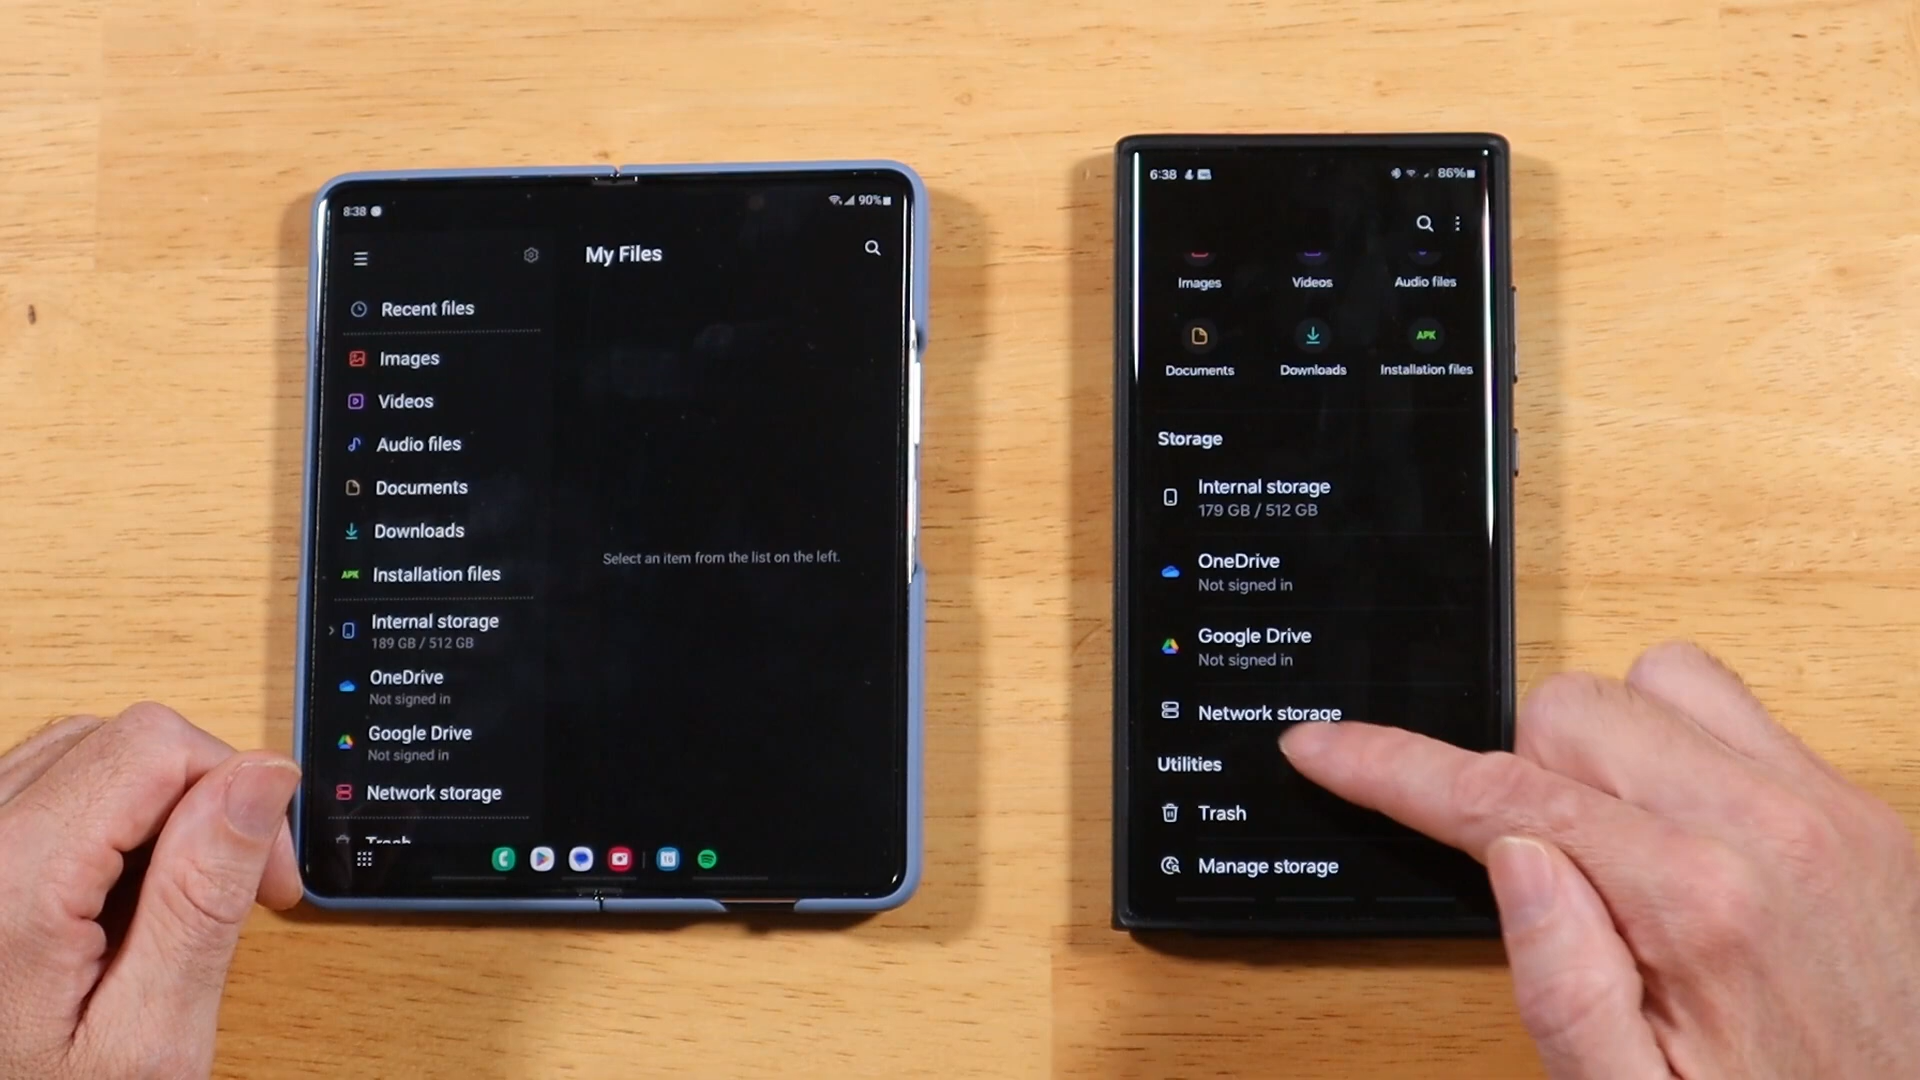 8:38
90%
My Files
Recent files
Images
Videos
Audio files
Documents
Downloads
APK
Installation files
Internal storage
189 GB / 512 GB
OneDrive
Not signed in
Google Drive
Not signed in
Network storage
Trash
Select an item from the list on the left.
16
6:38
86%
Images
Videos
Audio files
APK
Documents
Downloads
Installation files
Storage
Internal storage
179 GB / 512 GB
OneDrive
Not signed in
Google Drive
Not signed in
Network storage
Utilities
Trash
Manage storage